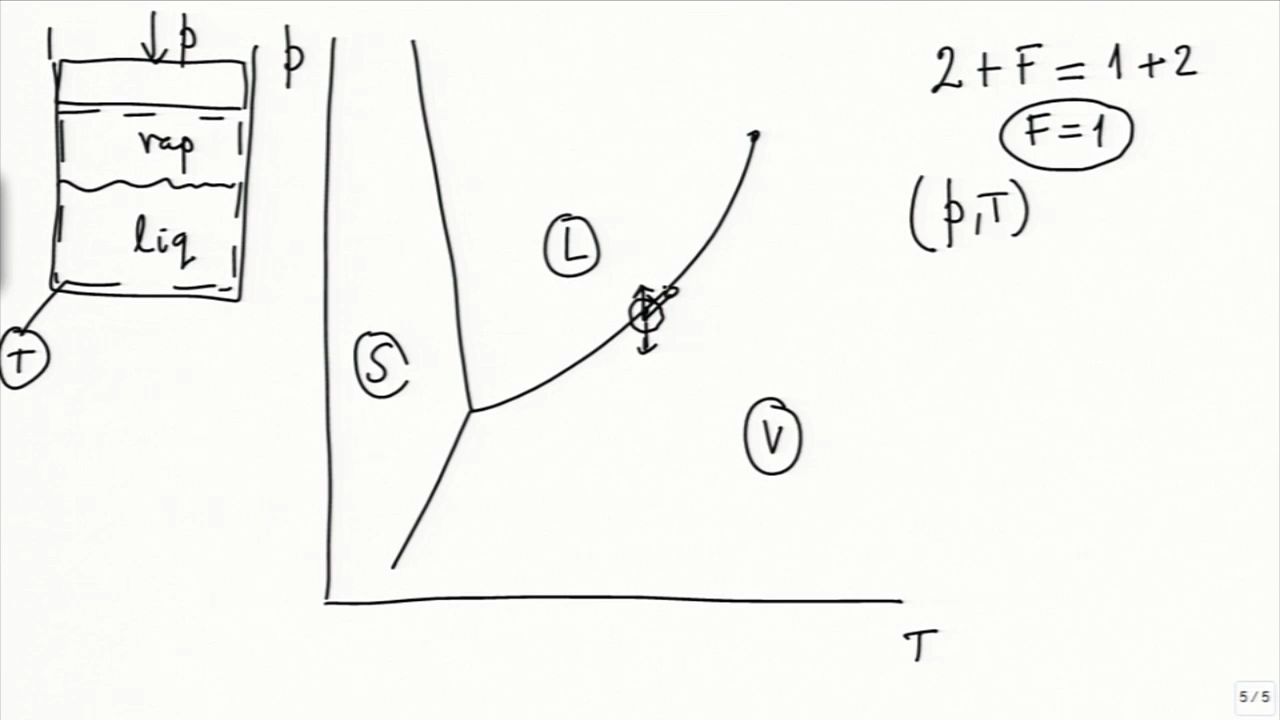 p
vap
liq
T
p
S
L
V
T
2 + F = 1 + 2
F = 1
(p, T)
5 / 5